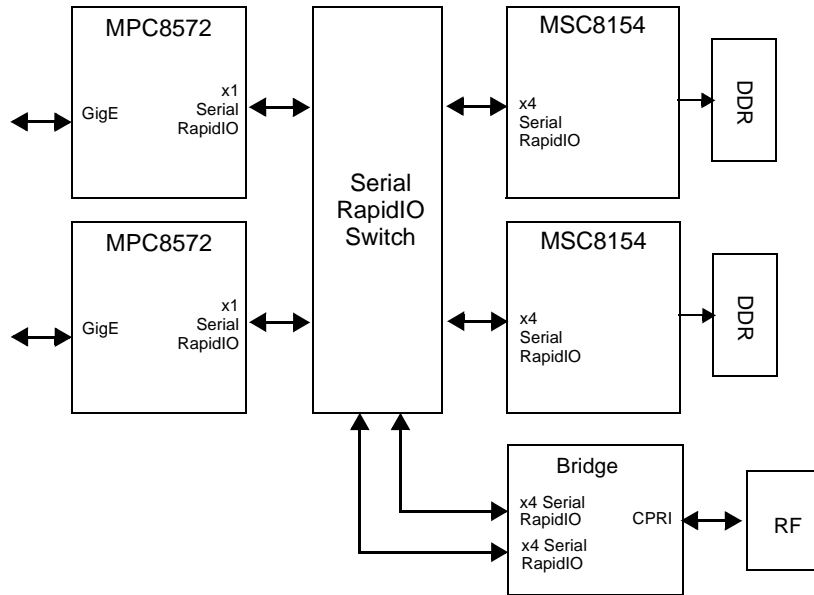 MPC8572
GigE
x1
Serial
RapidIO
MPC8572
GigE
x1
Serial
RapidIO
Serial
RapidIO
Switch
MSC8154
x4
Serial
RapidIO
DDR
MSC8154
x4
Serial
RapidIO
DDR
Bridge
x4 Serial
RapidIO
x4 Serial
RapidIO
CPRI
RF